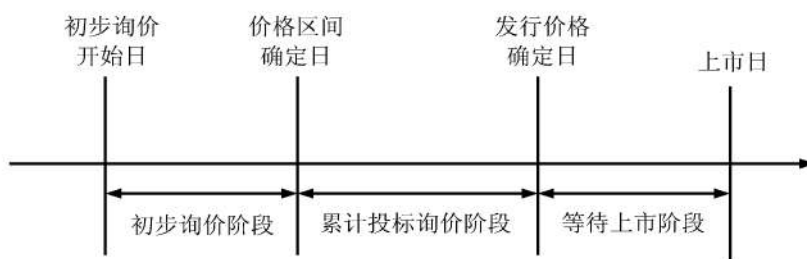 初步询价
开始日
价格区间
确定日
发行价格
确定日
上市日
初步询价阶段
累计投标询价阶段
等待上市阶段